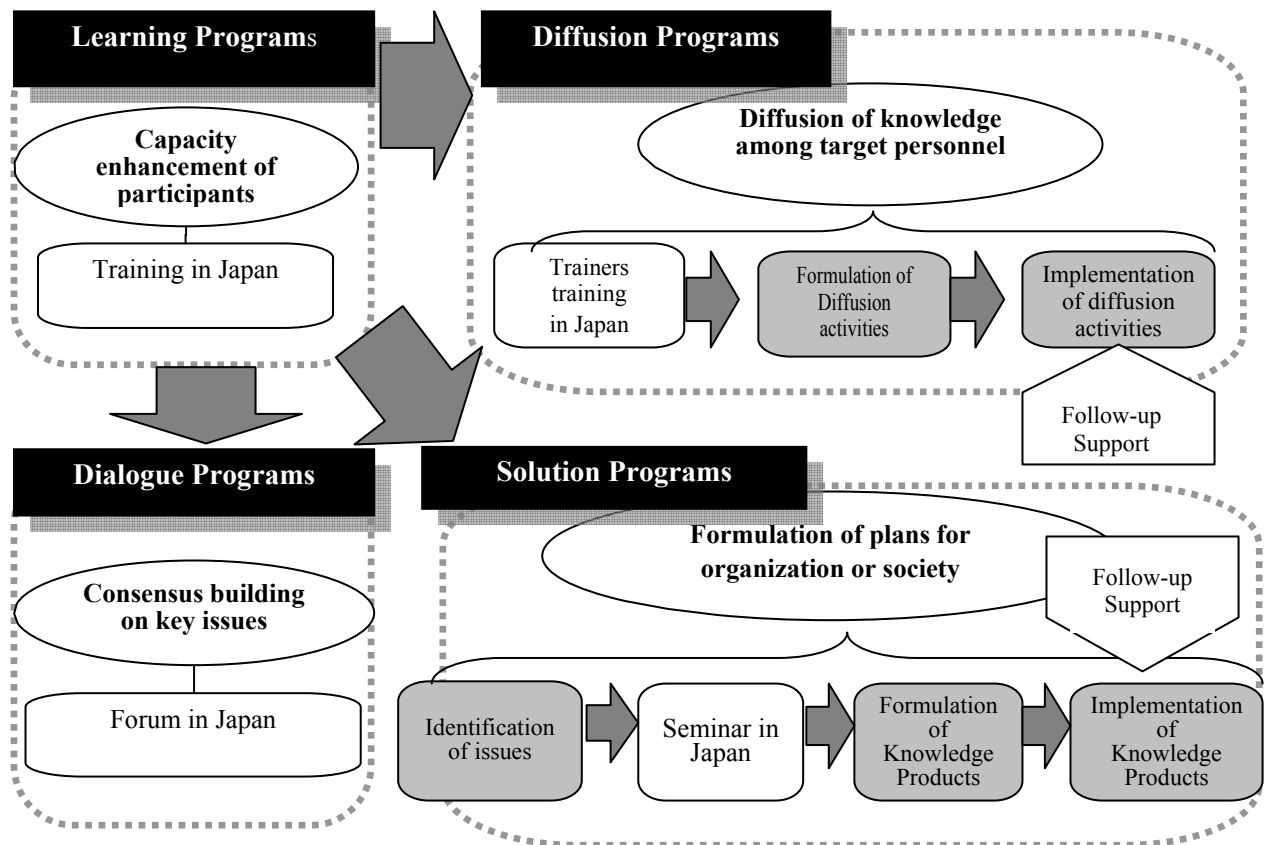 Learning Programs
Capacity
enhancement of
participants
Training in Japan
Diffusion Programs
Diffusion of knowledge
among target personnel
Trainers
training
in Japan
Formulation of
Diffusion
activities
Implementation
of diffusion
activities
Follow-up
Support
Dialogue Programs
Consensus building
on key issues
Forum in Japan
Solution Programs
Formulation of plans for
organization or society
Follow-up
Support
Identification
of issues
Seminar in
Japan
Formulation
of
Knowledge
Products
Implementation
of
Knowledge
Products